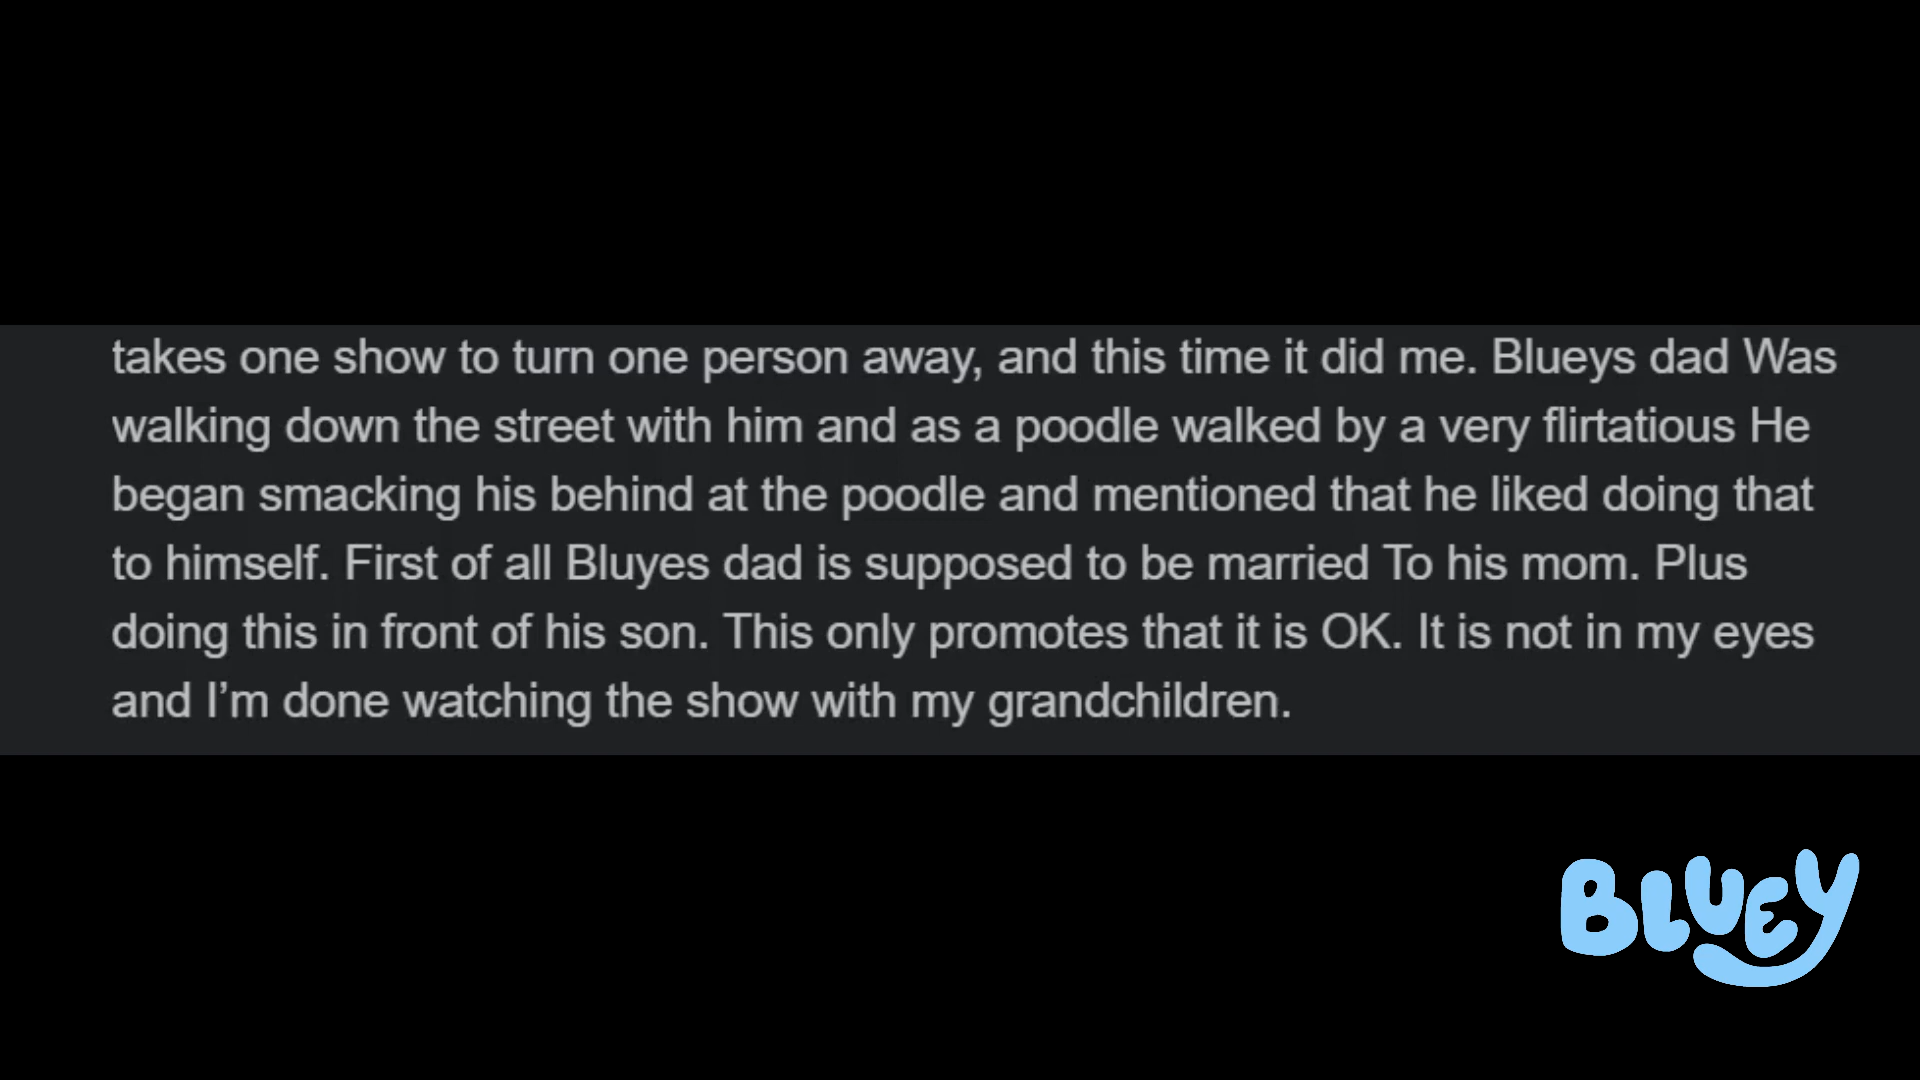 takes one show to turn one person away, and this time it did me. Blueys dad Was
walking down the street with him and as a poodle walked by a very flirtatious He
began smacking his behind at the poodle and mentioned that he liked doing that
to himself. First of all Bluyes dad is supposed to be married To his mom. Plus
doing this in front of his son. This only promotes that it is OK. It is not in my eyes
and I’m done watching the show with my grandchildren.
BLUEY